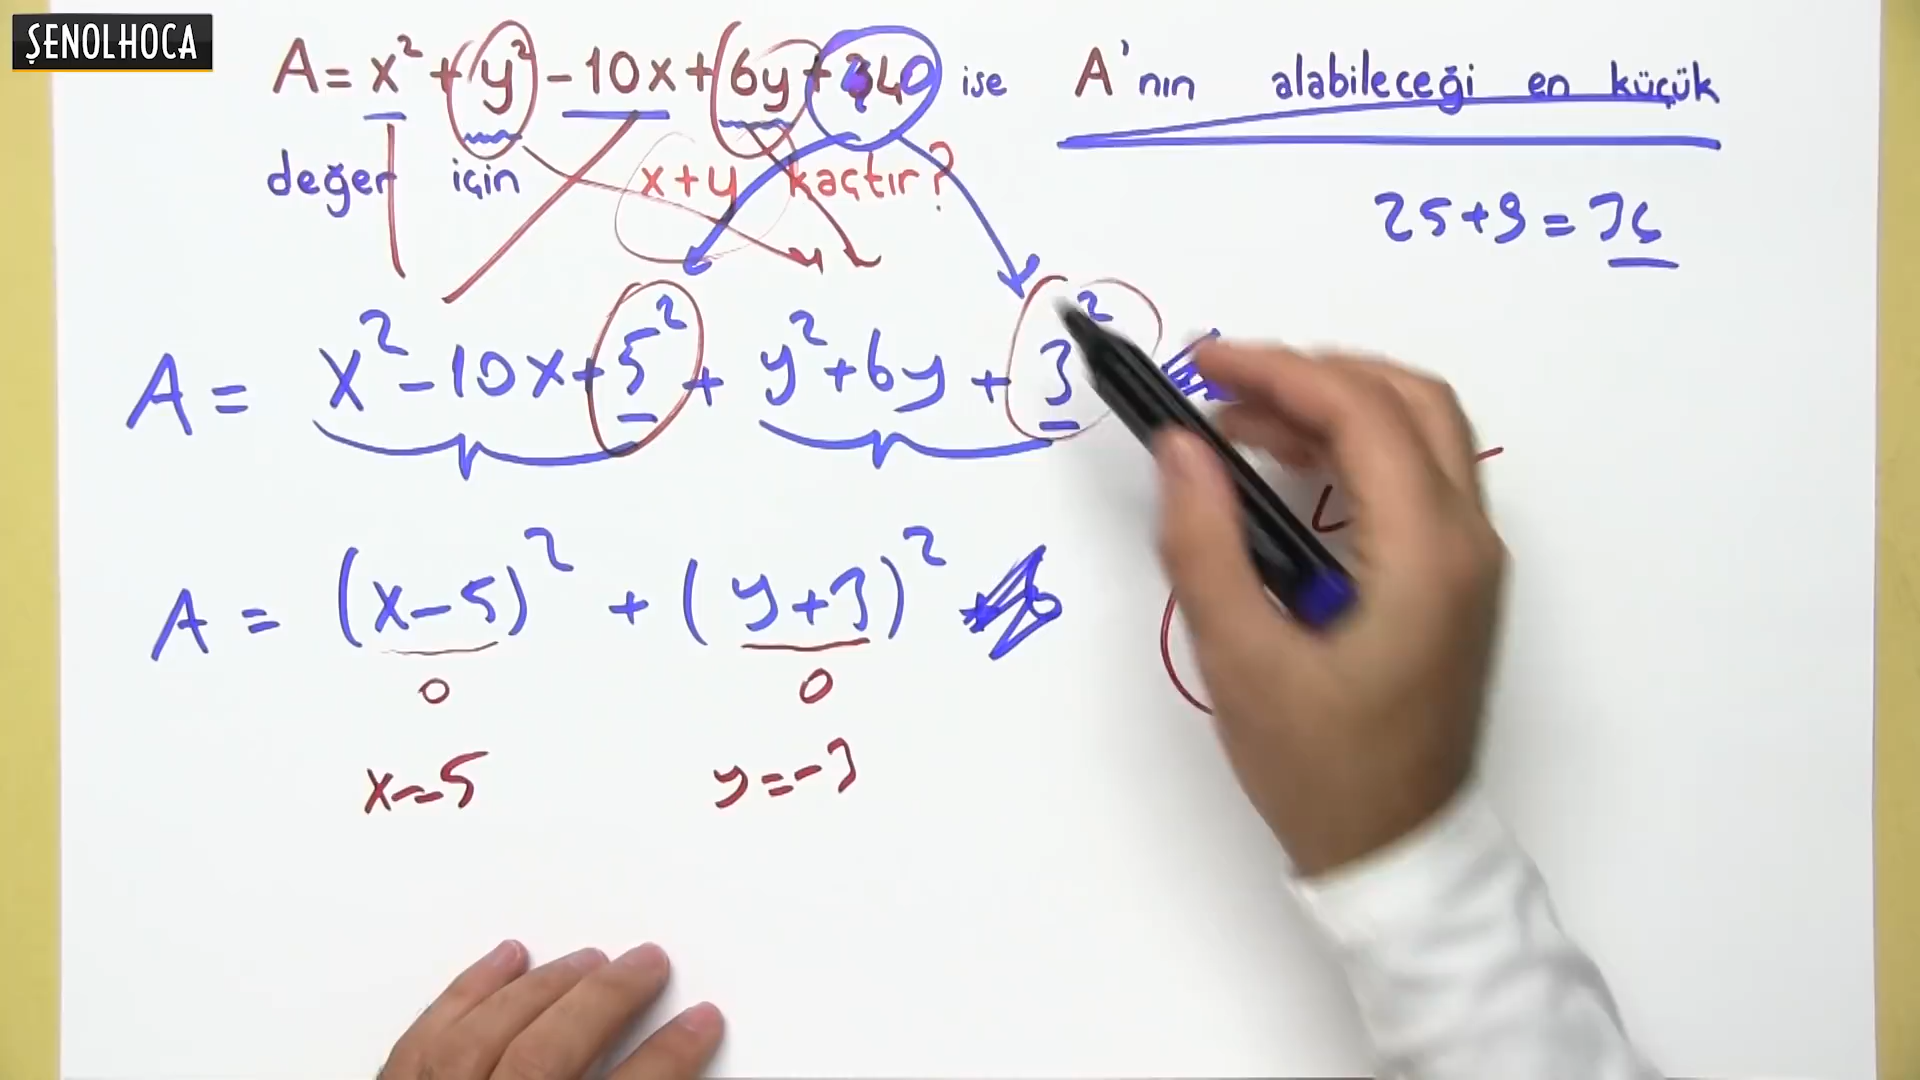 ŞENOLHOCA
A = x² + y² - 10x + 6y + 340 ise A'nın alabileceği en küçük
değer için x + y kaçtır?
25 + 9 = 34
A = x² - 10x + 5² + y² + 6y + 3²
A = (x - 5)² + (y + 3)²
0 0
x = 5 y = -3